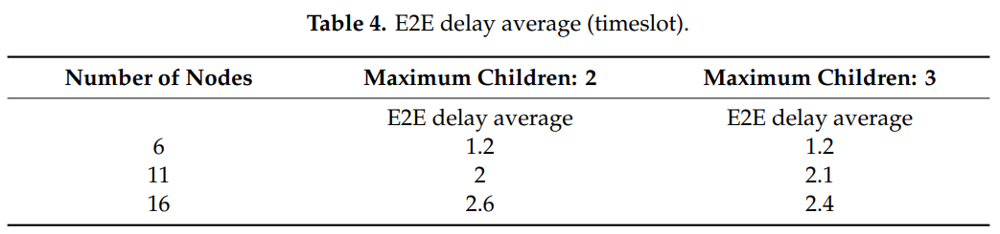 Table 4. E2E delay average (timeslot).
Number of Nodes Maximum Children: 2 Maximum Children: 3
E2E delay average E2E delay average
6 1.2 1.2
11 2 2.1
16 2.6 2.4